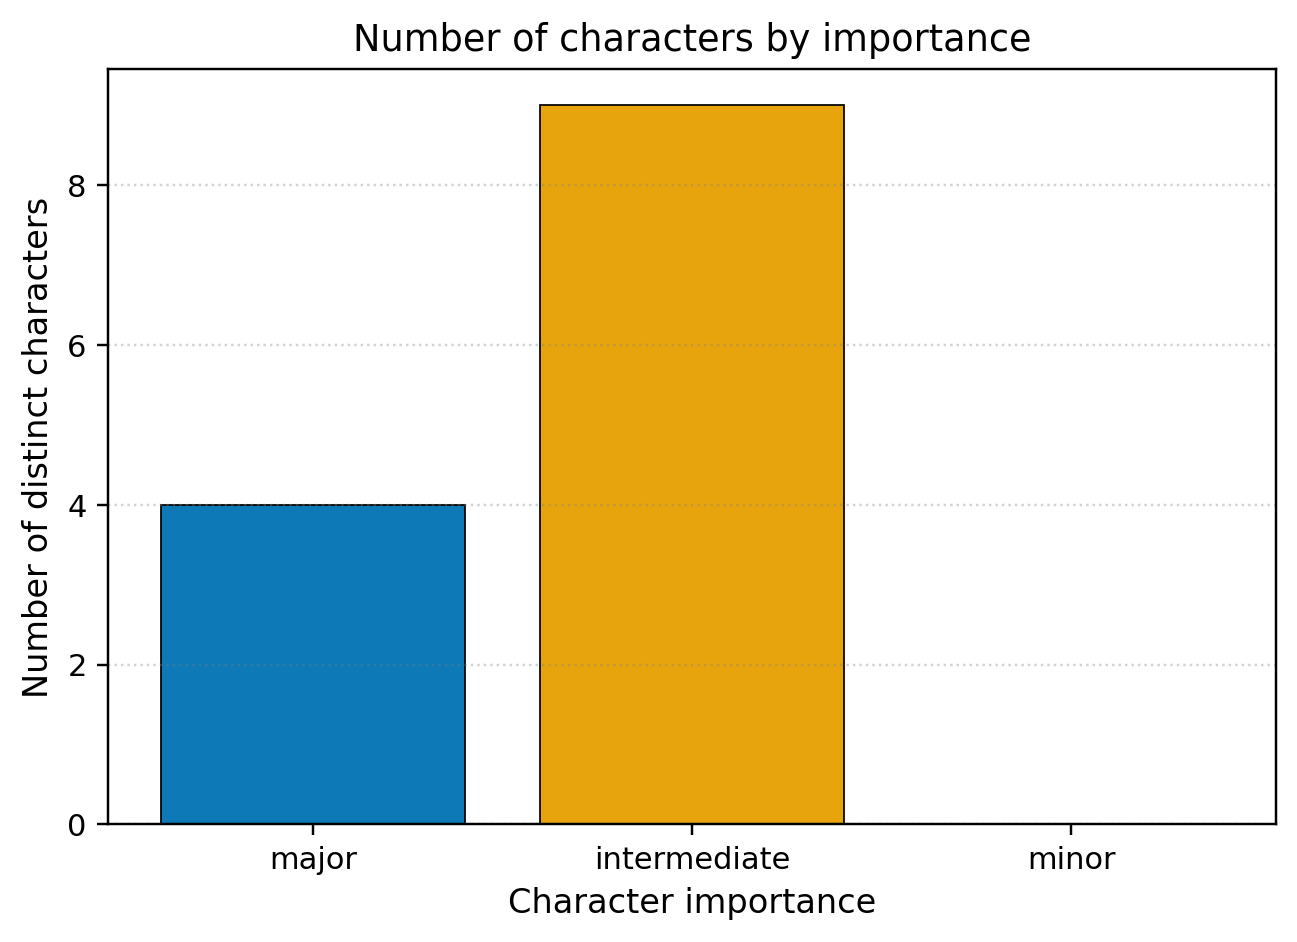 Number of characters by importance
Number of distinct characters
8
6
4
2
0
major intermediate minor
Character importance